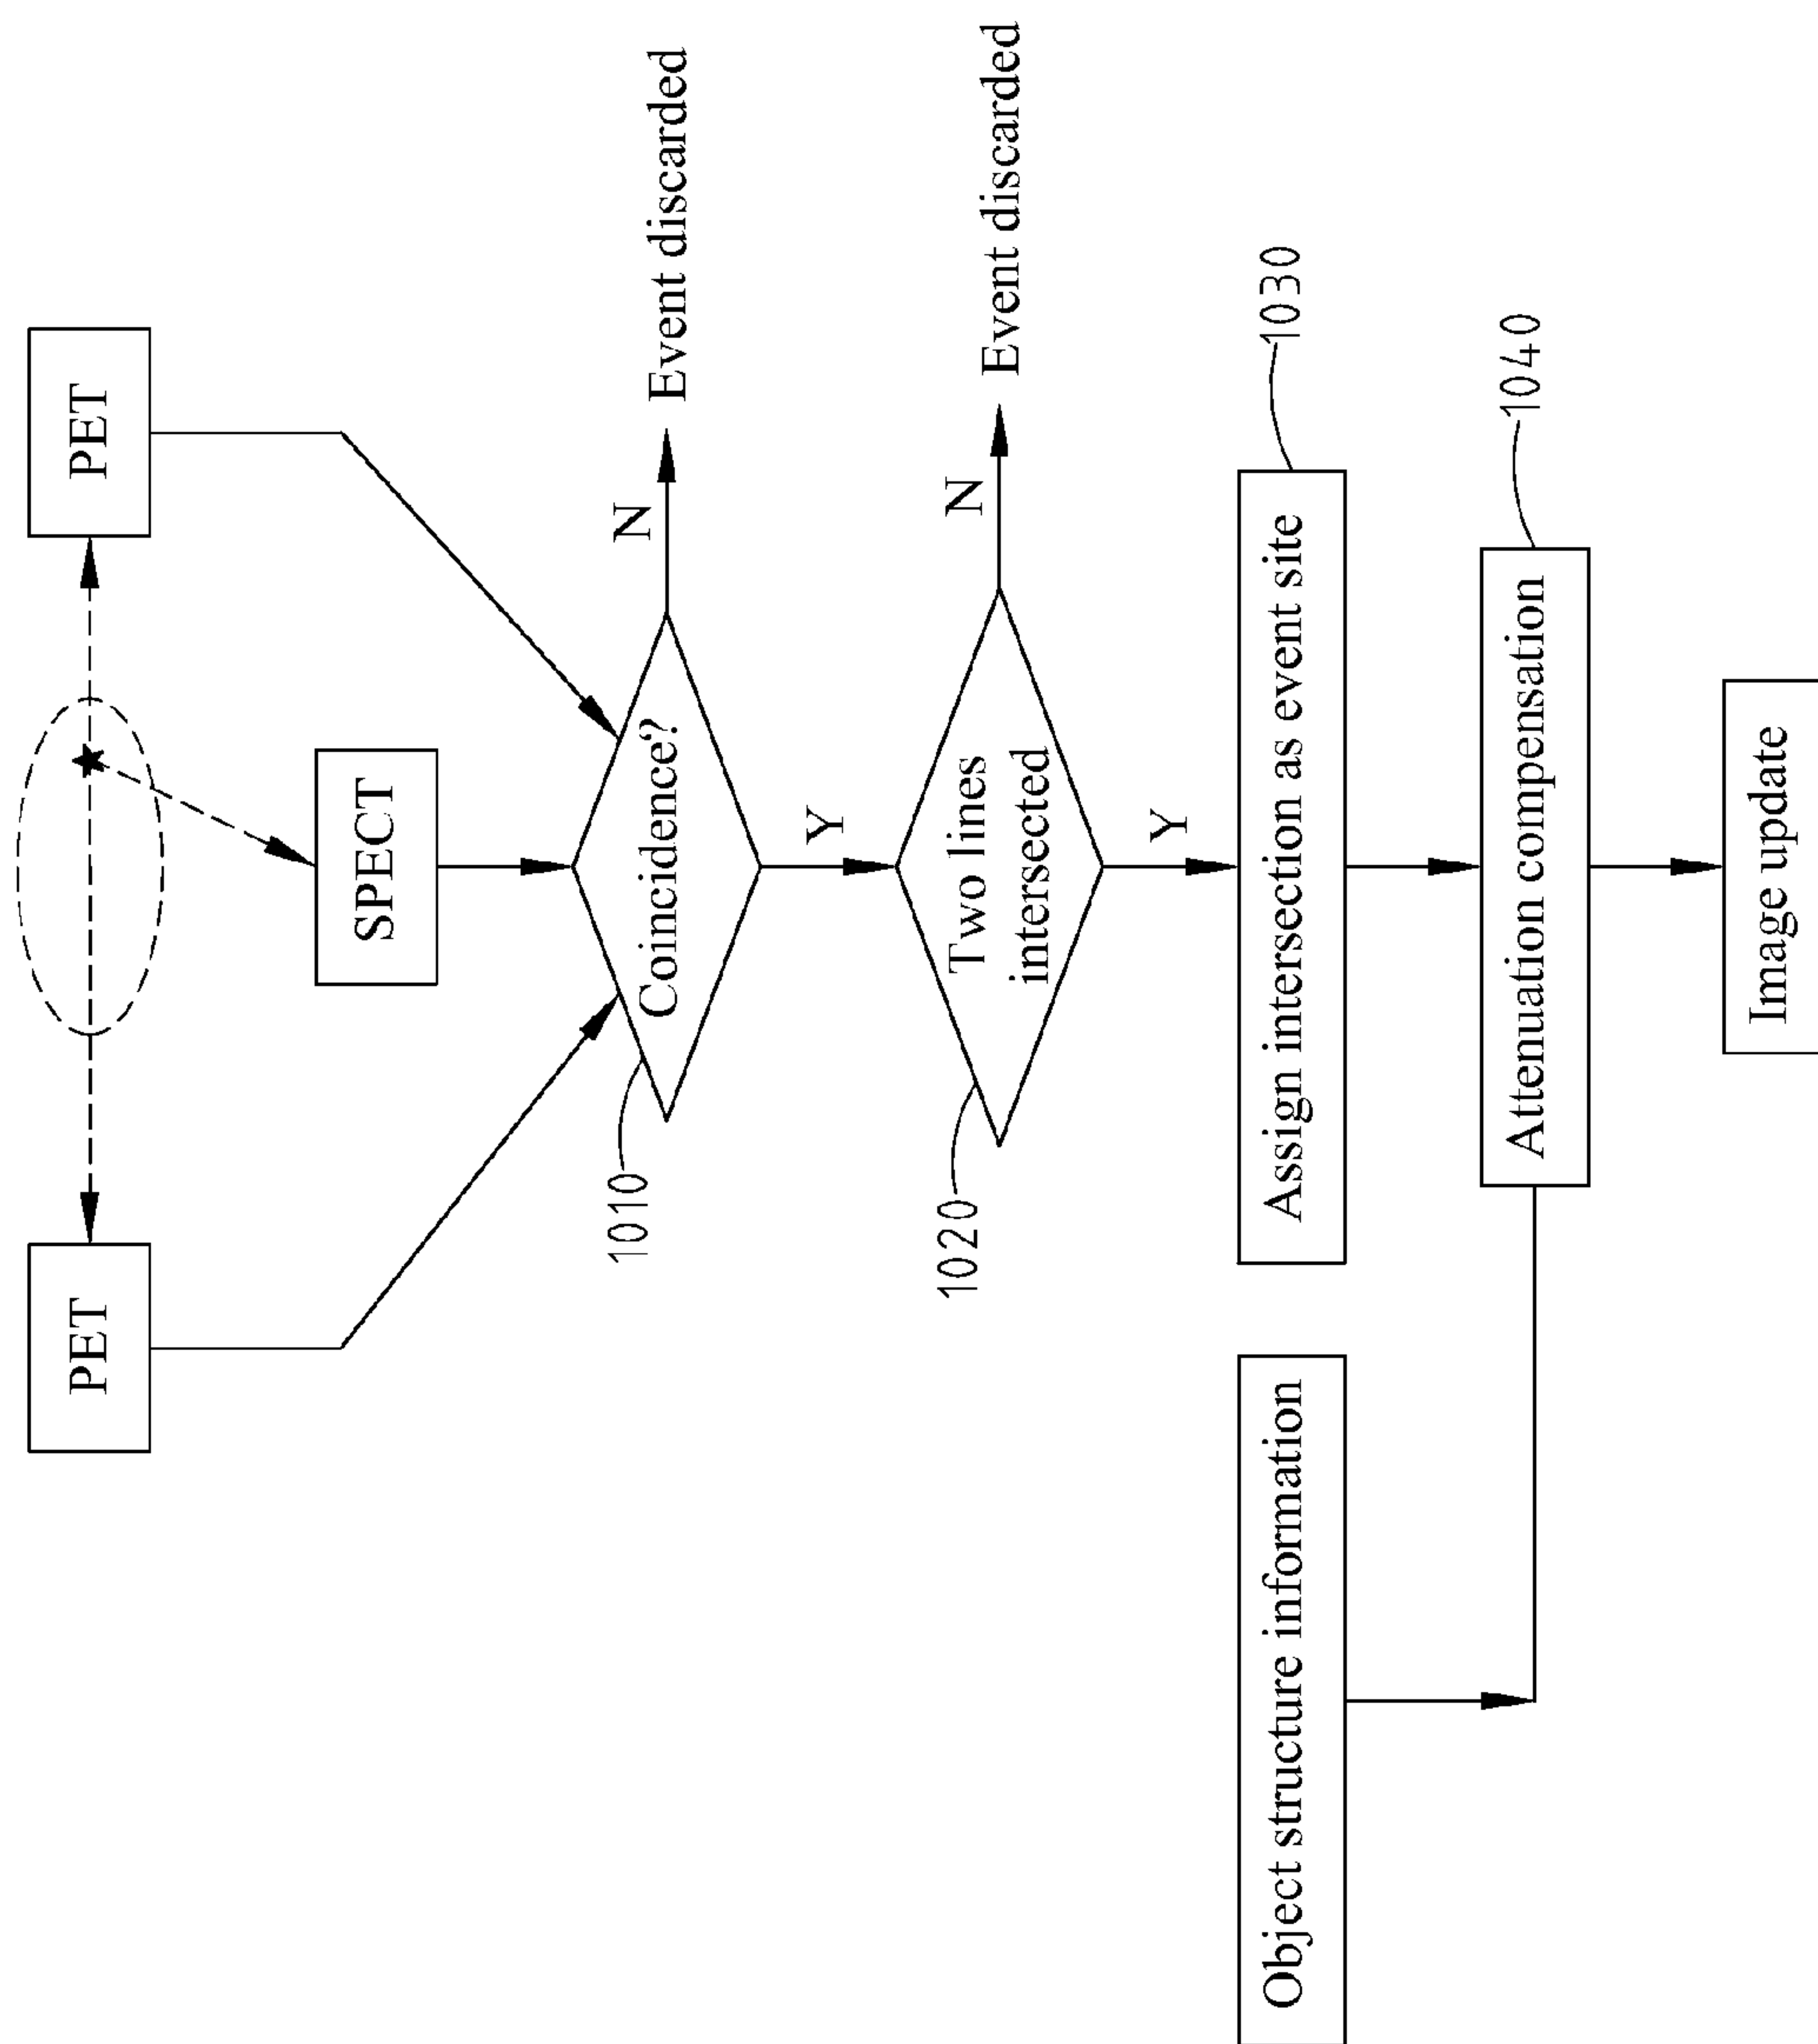 PET
PET
SPECT
Coincidence?
1010
N
Event discarded
Y
Two lines
intersected
1020
N
Event discarded
Y
Object structure information
Assign intersection as event site
1030
Attenuation compensation
1040
Image update